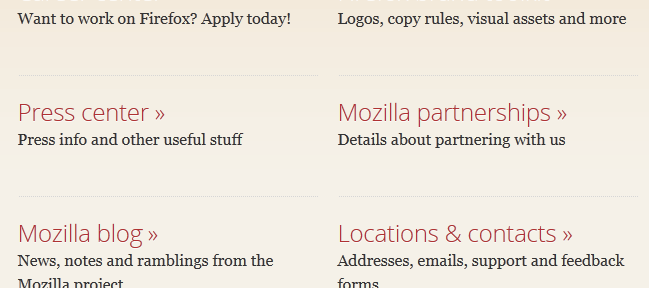 Want to work on Firefox? Apply today!
Logos, copy rules, visual assets and more
Press center »
Press info and other useful stuff
Mozilla partnerships »
Details about partnering with us
Mozilla blog »
News, notes and ramblings from the
Mozilla project
Locations & contacts »
Addresses, emails, support and feedback
forms